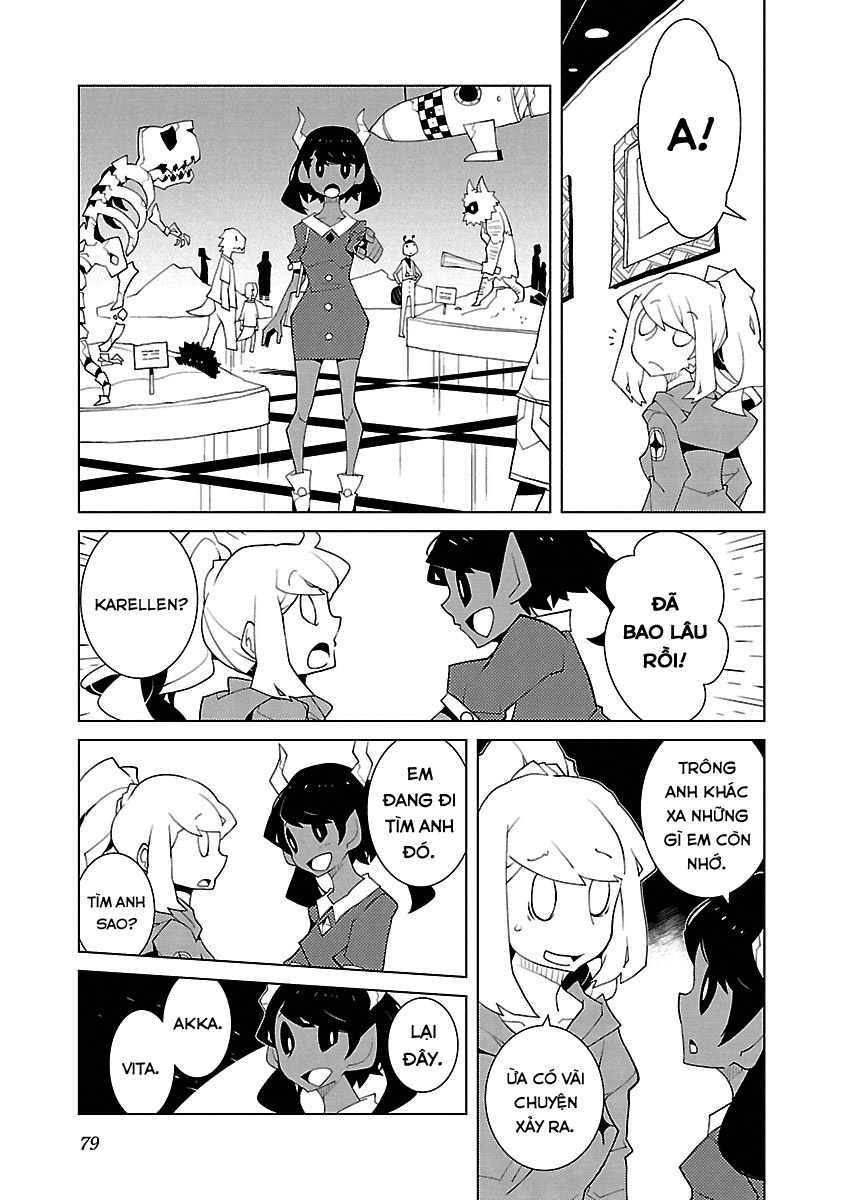 A!
ĐÃ
BAO LÂU
RỒI!
KARELLEN?
TRÔNG
ANH KHÁC
XA NHỮNG
GÌ EM CÒN
NHỚ.
ỪA CÓ VÀI
CHUYỆN
XẢY RA.
EM
ĐANG ĐI
TÌM ANH
ĐÓ.
TÌM ANH
SAO?
LẠI
ĐÂY.
AKKA.
VITA.
79